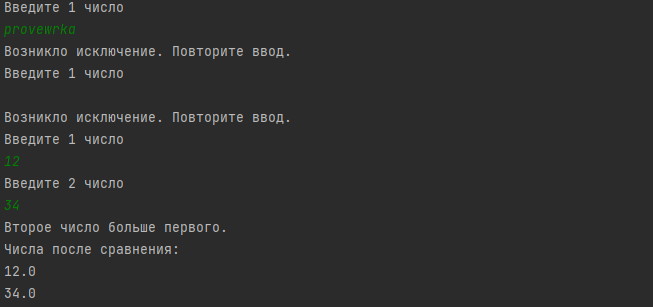 Введите 1 число
provewrka
Возникло исключение. Повторите ввод.
Введите 1 число
Возникло исключение. Повторите ввод.
Введите 1 число
12
Введите 2 число
34
Второе число больше первого.
Числа после сравнения:
12.0
34.0